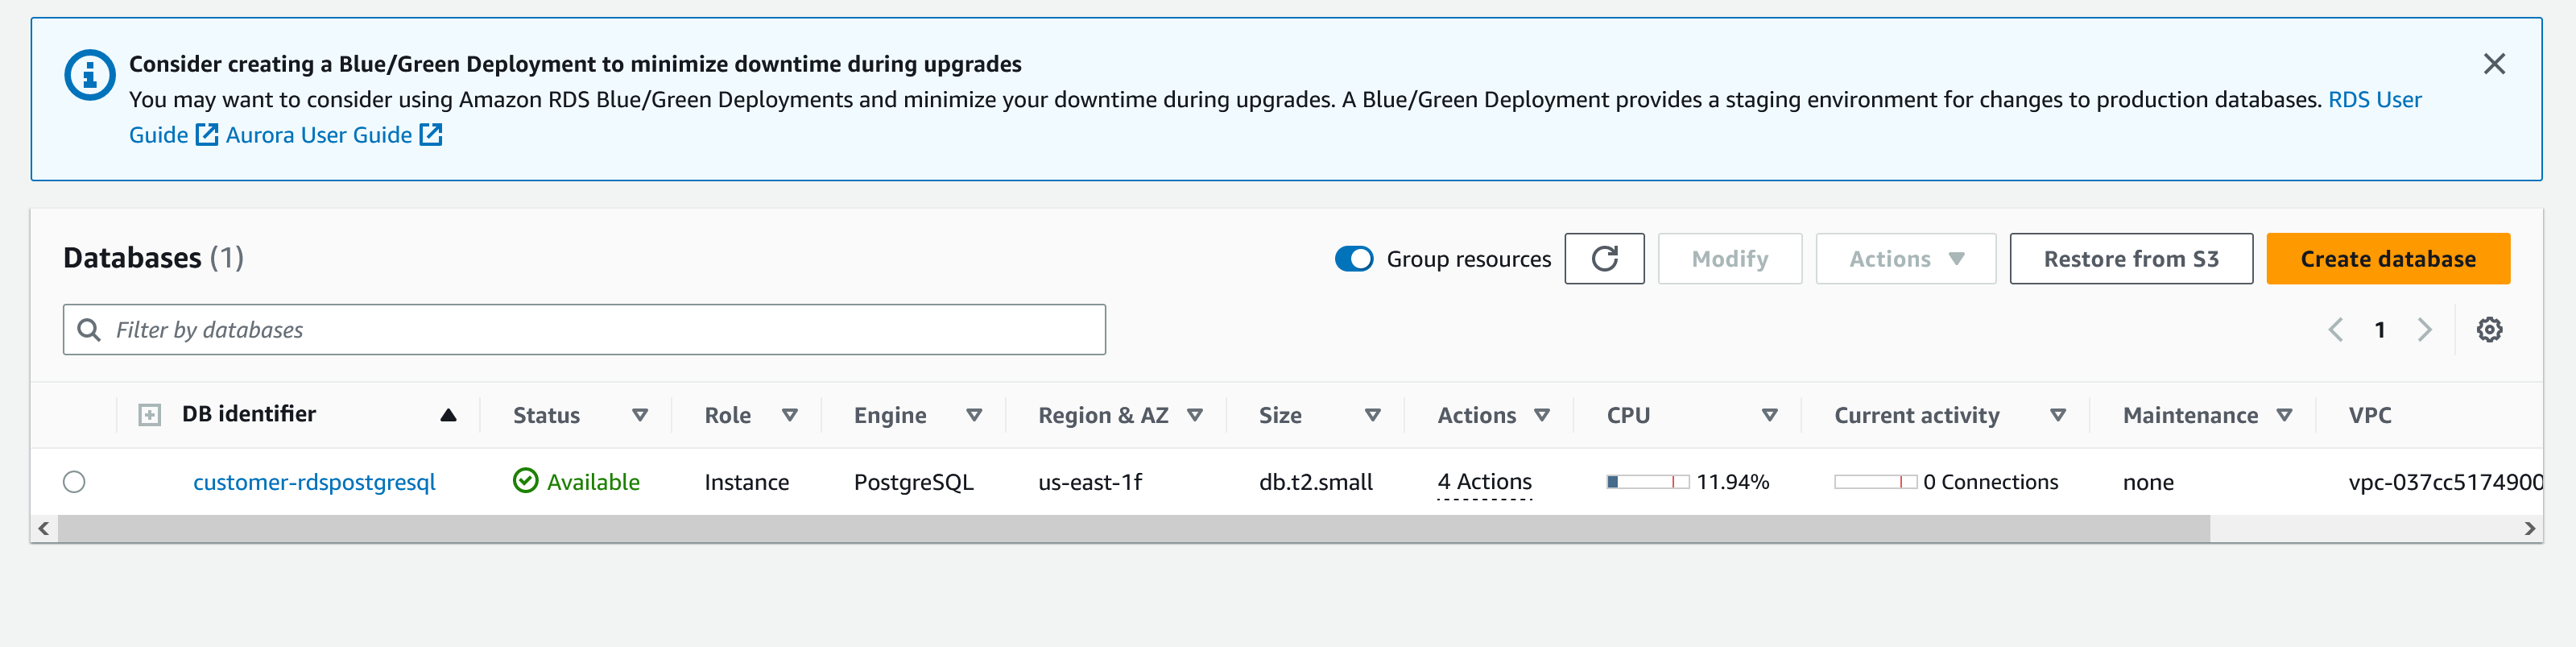 Consider creating a Blue/Green Deployment to minimize downtime during upgrades
You may want to consider using Amazon RDS Blue/Green Deployments and minimize your downtime during upgrades. A Blue/Green Deployment provides a staging environment for changes to production databases. RDS User
Guide Aurora User Guide
Databases (1)
Group resources
Modify
Actions
Restore from S3
Create database
Filter by databases
1
DB identifier Status Role Engine Region & AZ Size Actions CPU Current activity Maintenance VPC
customer-rdspostgresql Available Instance PostgreSQL us-east-1f db.t2.small 4 Actions 11.94% 0 Connections none vpc-037cc5174900